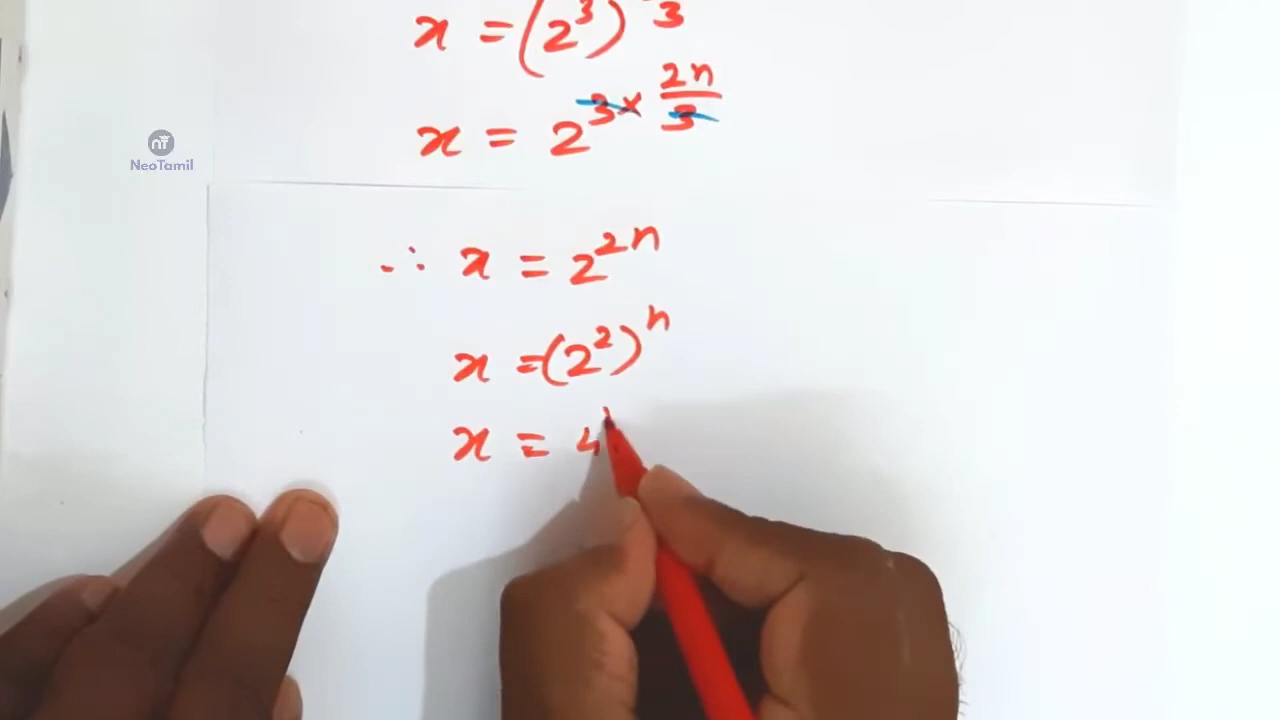 x = (2³) 3
NeoTamil
x = 2^(3 × 2n/3)
∴ x = 2^(2n)
x = (2²)^n
x = 4